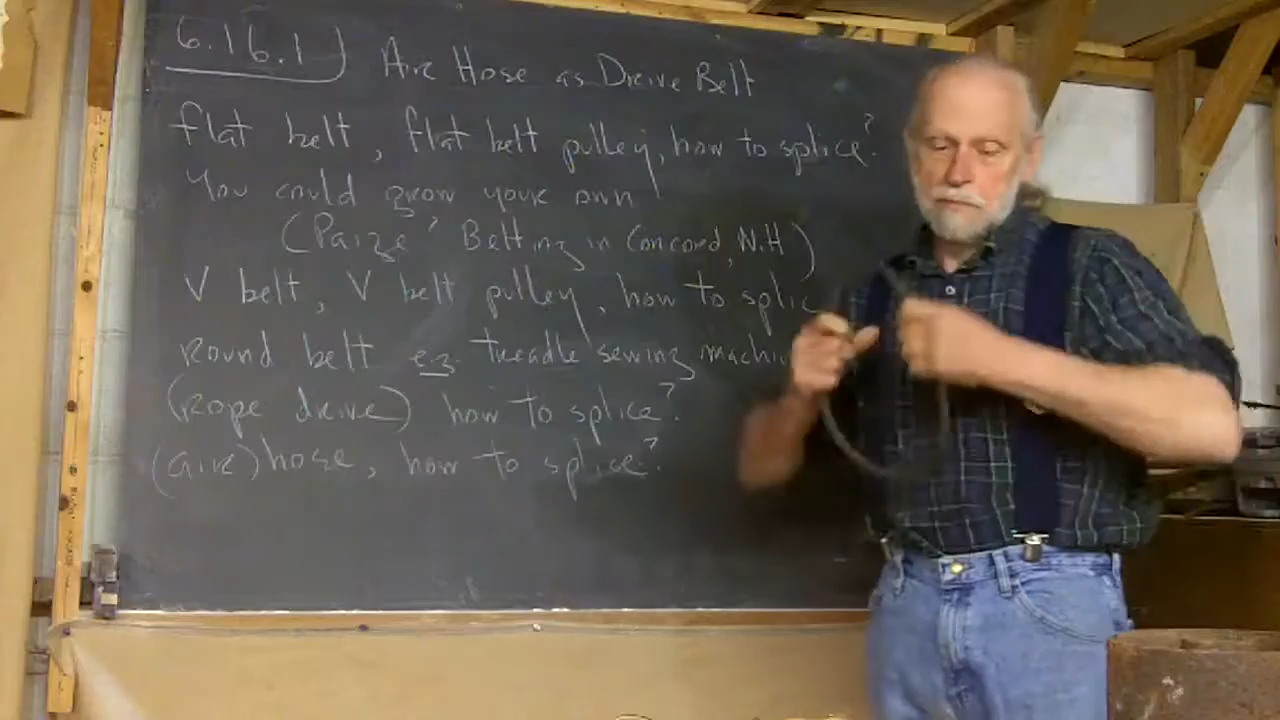 6.16.1) Air Hose as Drive Belt
flat belt, flat belt pulley, how to splice?
You could grow your own
(Paige? Belting in Concord, N.H)
V belt, V belt pulley, how to splic
Round belt eg. treadle sewing machi
(Rope drive) how to splice?
(air) hose, how to splice?